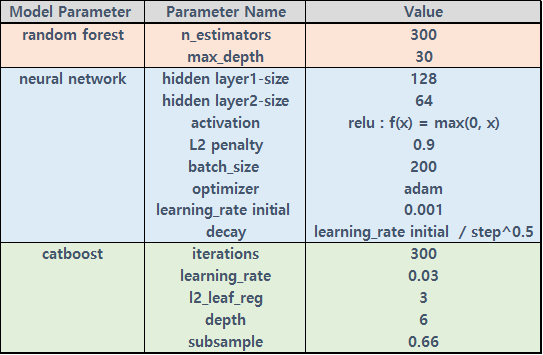 Model Parameter Parameter Name Value
random forest n_estimators 300
max_depth 30
neural network hidden layer1-size 128
hidden layer2-size 64
activation relu : f(x) = max(0, x)
L2 penalty 0.9
batch_size 200
optimizer adam
learning_rate initial 0.001
decay learning_rate initial / step^0.5
catboost iterations 300
learning_rate 0.03
l2_leaf_reg 3
depth 6
subsample 0.66